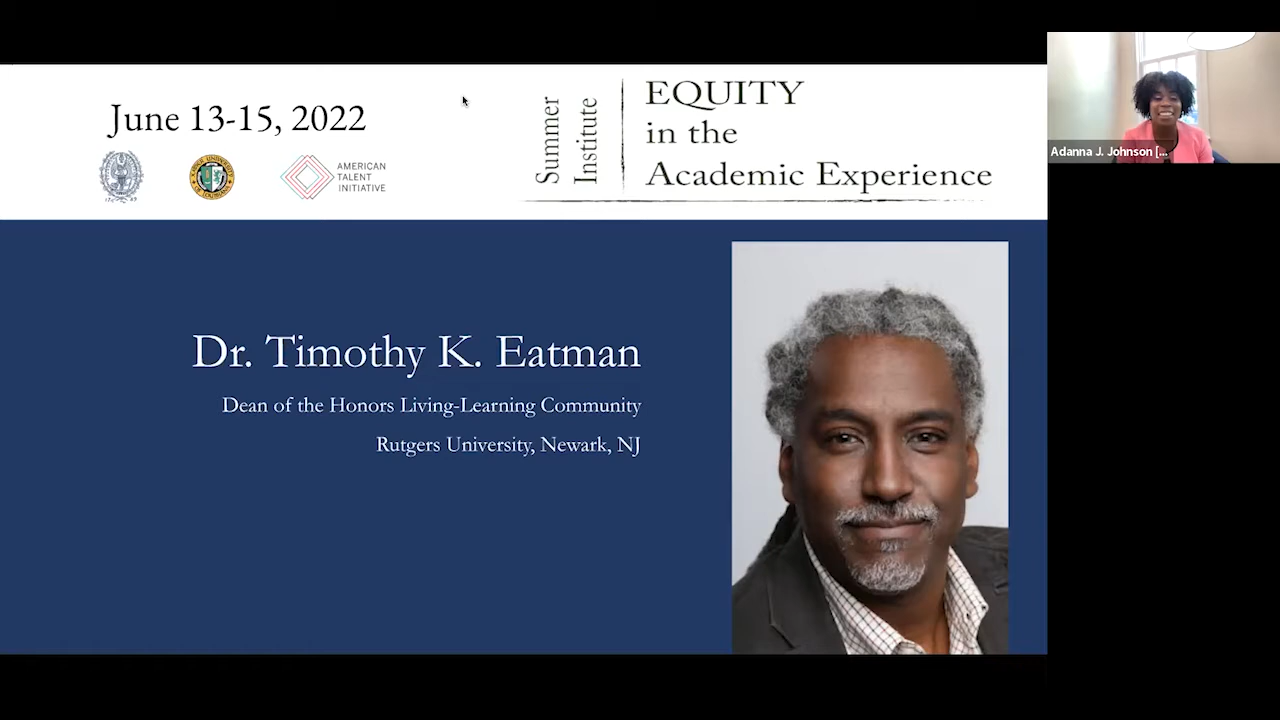 June 13-15, 2022
AMERICAN
TALENT
INITIATIVE
Summer
Institute
EQUITY
in the
Academic Experience
Adanna J. Johnson [...
Dr. Timothy K. Eatman
Dean of the Honors Living-Learning Community
Rutgers University, Newark, NJ